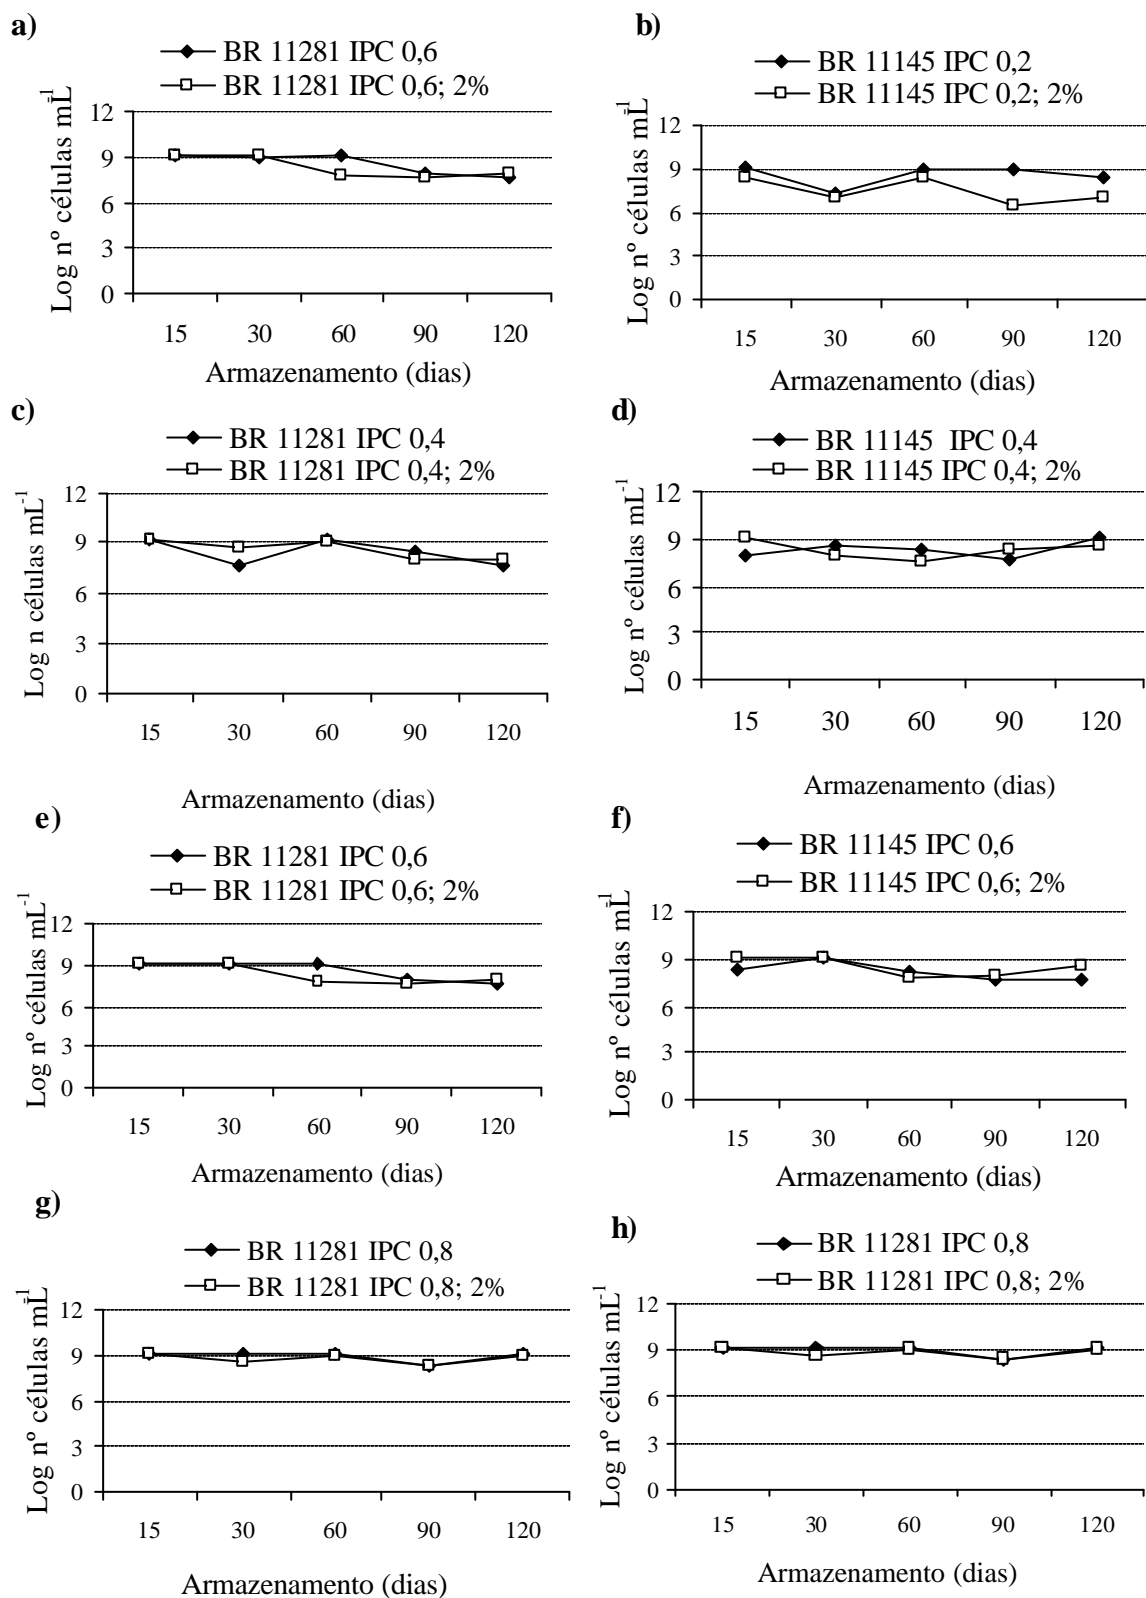 a)
BR 11281 IPC 0,6
BR 11281 IPC 0,6; 2%
Log nº células mL-1
12
9
6
3
0
15 30 60 90 120
Armazenamento (dias)
b)
BR 11145 IPC 0,2
BR 11145 IPC 0,2; 2%
Log nº células mL-1
12
9
6
3
0
15 30 60 90 120
Armazenamento (dias)
c)
BR 11281 IPC 0,4
BR 11281 IPC 0,4; 2%
Log n células mL-1
12
9
6
3
0
15 30 60 90 120
Armazenamento (dias)
d)
BR 11145 IPC 0,4
BR 11145 IPC 0,4; 2%
Log nº células mL-1
12
9
6
3
0
15 30 60 90 120
Armazenamento (dias)
e)
BR 11281 IPC 0,6
BR 11281 IPC 0,6; 2%
Log nº células mL-1
12
9
6
3
0
15 30 60 90 120
Armazenamento (dias)
f)
BR 11145 IPC 0,6
BR 11145 IPC 0,6; 2%
Log nº células mL-1
12
9
6
3
0
15 30 60 90 120
Armazenamento (dias)
g)
BR 11281 IPC 0,8
BR 11281 IPC 0,8; 2%
Log nº células mL-1
12
9
6
3
0
15 30 60 90 120
Armazenamento (dias)
h)
BR 11281 IPC 0,8
BR 11281 IPC 0,8; 2%
Log nº células mL-1
12
9
6
3
0
15 30 60 90 120
Armazenamento (dias)